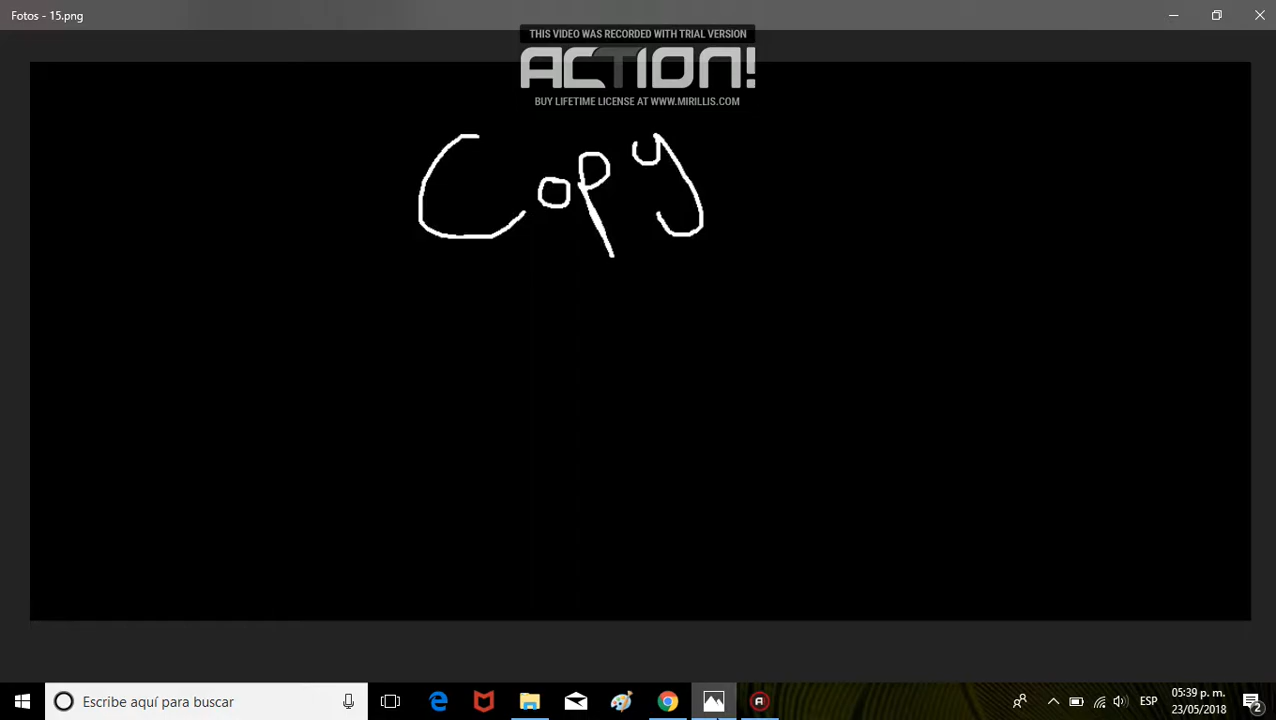 Fotos - 15.png
THIS VIDEO WAS RECORDED WITH TRIAL VERSION
ACTION!
BUY LIFETIME LICENSE AT WWW.MIRILLIS.COM
Copy
Escribe aquí para buscar
ESP
05:39 p. m.
23/05/2018
2